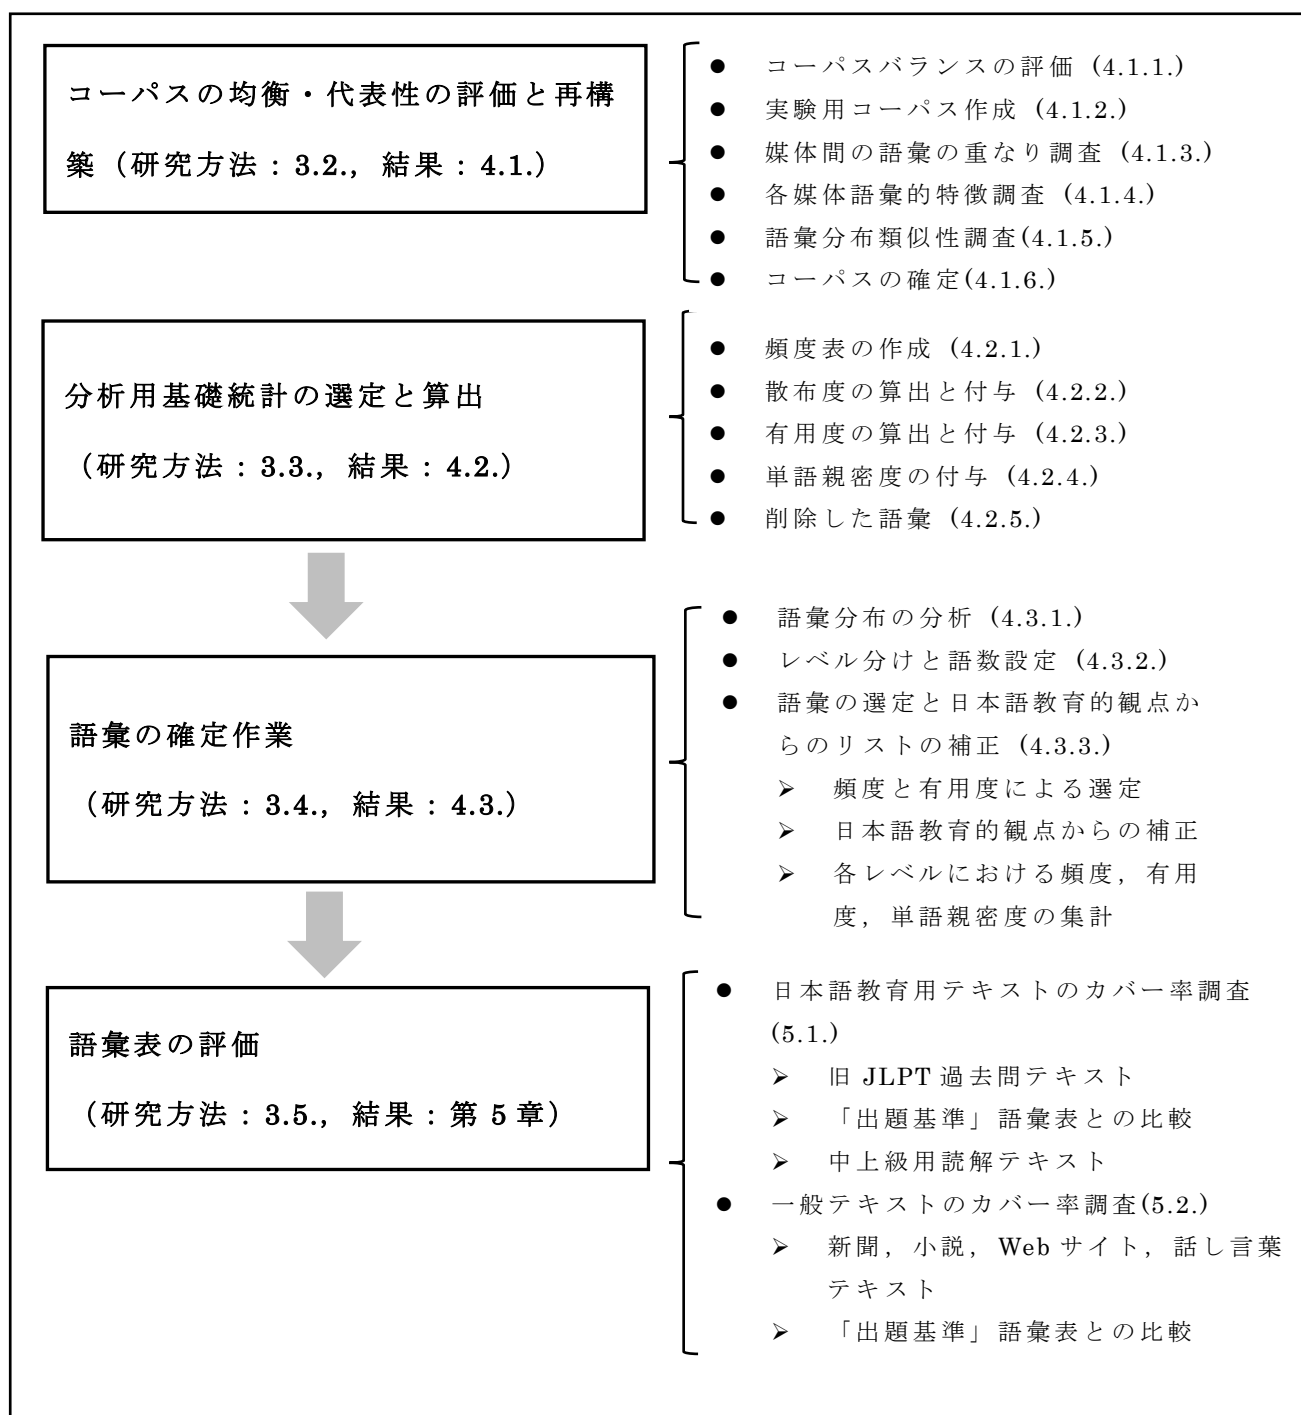 コーパスの均衡・代表性の評価と再構
築（研究方法：3.2.，結果：4.1.）
● コーパスバランスの評価 (4.1.1.)
● 実験用コーパス作成 (4.1.2.)
● 媒体間の語彙の重なり調査 (4.1.3.)
● 各媒体語彙的特徴調査 (4.1.4.)
● 語彙分布類似性調査(4.1.5.)
● コーパスの確定(4.1.6.)
分析用基礎統計の選定と算出
（研究方法：3.3.，結果：4.2.）
● 頻度表の作成 (4.2.1.)
● 散布度の算出と付与 (4.2.2.)
● 有用度の算出と付与 (4.2.3.)
● 単語親密度の付与 (4.2.4.)
● 削除した語彙 (4.2.5.)
語彙の確定作業
（研究方法：3.4.，結果：4.3.）
● 語彙分布の分析 (4.3.1.)
● レベル分けと語数設定 (4.3.2.)
● 語彙の選定と日本語教育的観点か
らのリストの補正 (4.3.3.)
➢ 頻度と有用度による選定
➢ 日本語教育的観点からの補正
➢ 各レベルにおける頻度，有用
度，単語親密度の集計
語彙表の評価
（研究方法：3.5.，結果：第 5 章）
● 日本語教育用テキストのカバー率調査
(5.1.)
➢ 旧 JLPT 過去問テキスト
➢ 「出題基準」語彙表との比較
➢ 中上級用読解テキスト
● 一般テキストのカバー率調査(5.2.)
➢ 新聞，小説，Web サイト，話し言葉
テキスト
➢ 「出題基準」語彙表との比較